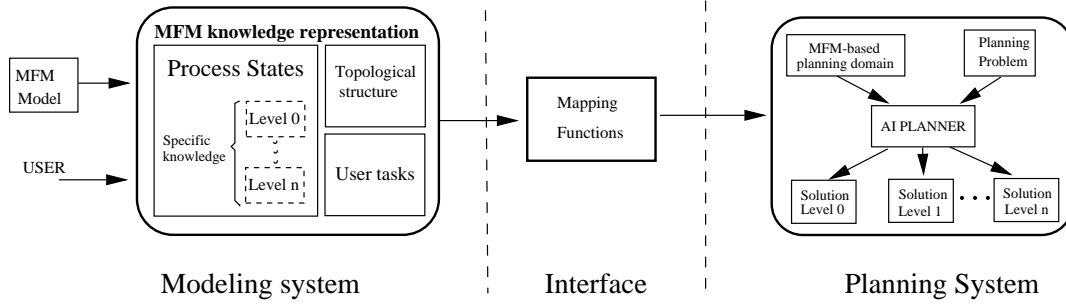 MFM knowledge representation
MFM
Model
USER
Process States
Specific
knowledge
Level 0
Level n
Topological
structure
User tasks
Mapping
Functions
MFM-based
planning domain
Planning
Problem
AI PLANNER
Solution
Level 0
Solution
Level 1
Solution
Level n
Modeling system
Interface
Planning System